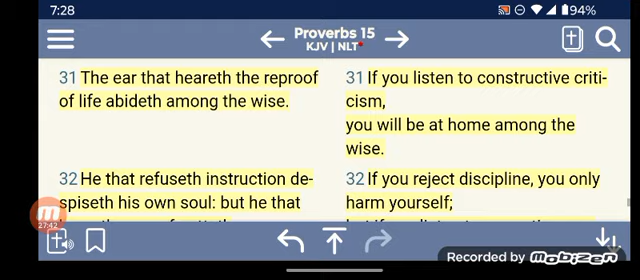 7:28
94%
Proverbs 15
KJV | NLT
31 The ear that heareth the reproof
of life abideth among the wise.
32 He that refuseth instruction de-
spiseth his own soul: but he that
31 If you listen to constructive criti-
cism,
you will be at home among the
wise.
32 If you reject discipline, you only
harm yourself;
27:42
Recorded by Mobizen